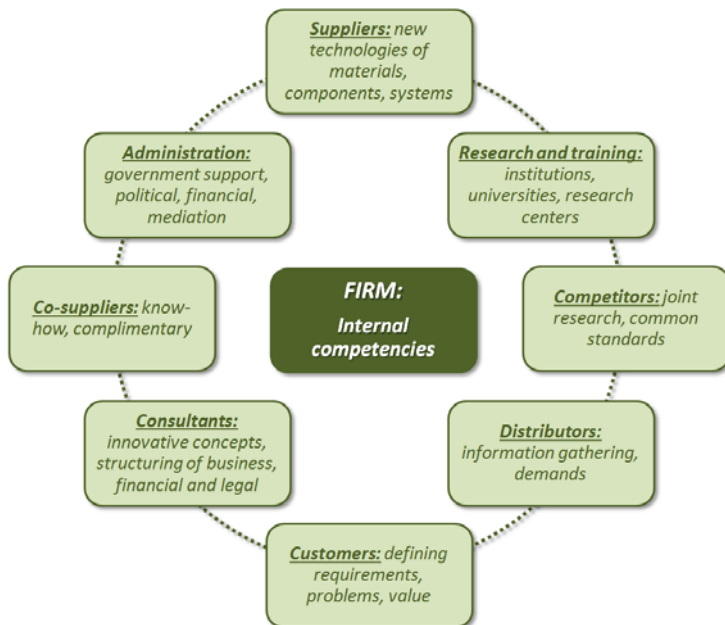 Suppliers: new
technologies of
materials,
components, systems
Administration:
government support,
political, financial,
mediation
Research and training:
institutions,
universities, research
centers
Co-suppliers: know-
how, complimentary
FIRM:
Internal
competencies
Competitors: joint
research, common
standards
Consultants:
innovative concepts,
structuring of business,
financial and legal
Distributors:
information gathering,
demands
Customers: defining
requirements,
problems, value